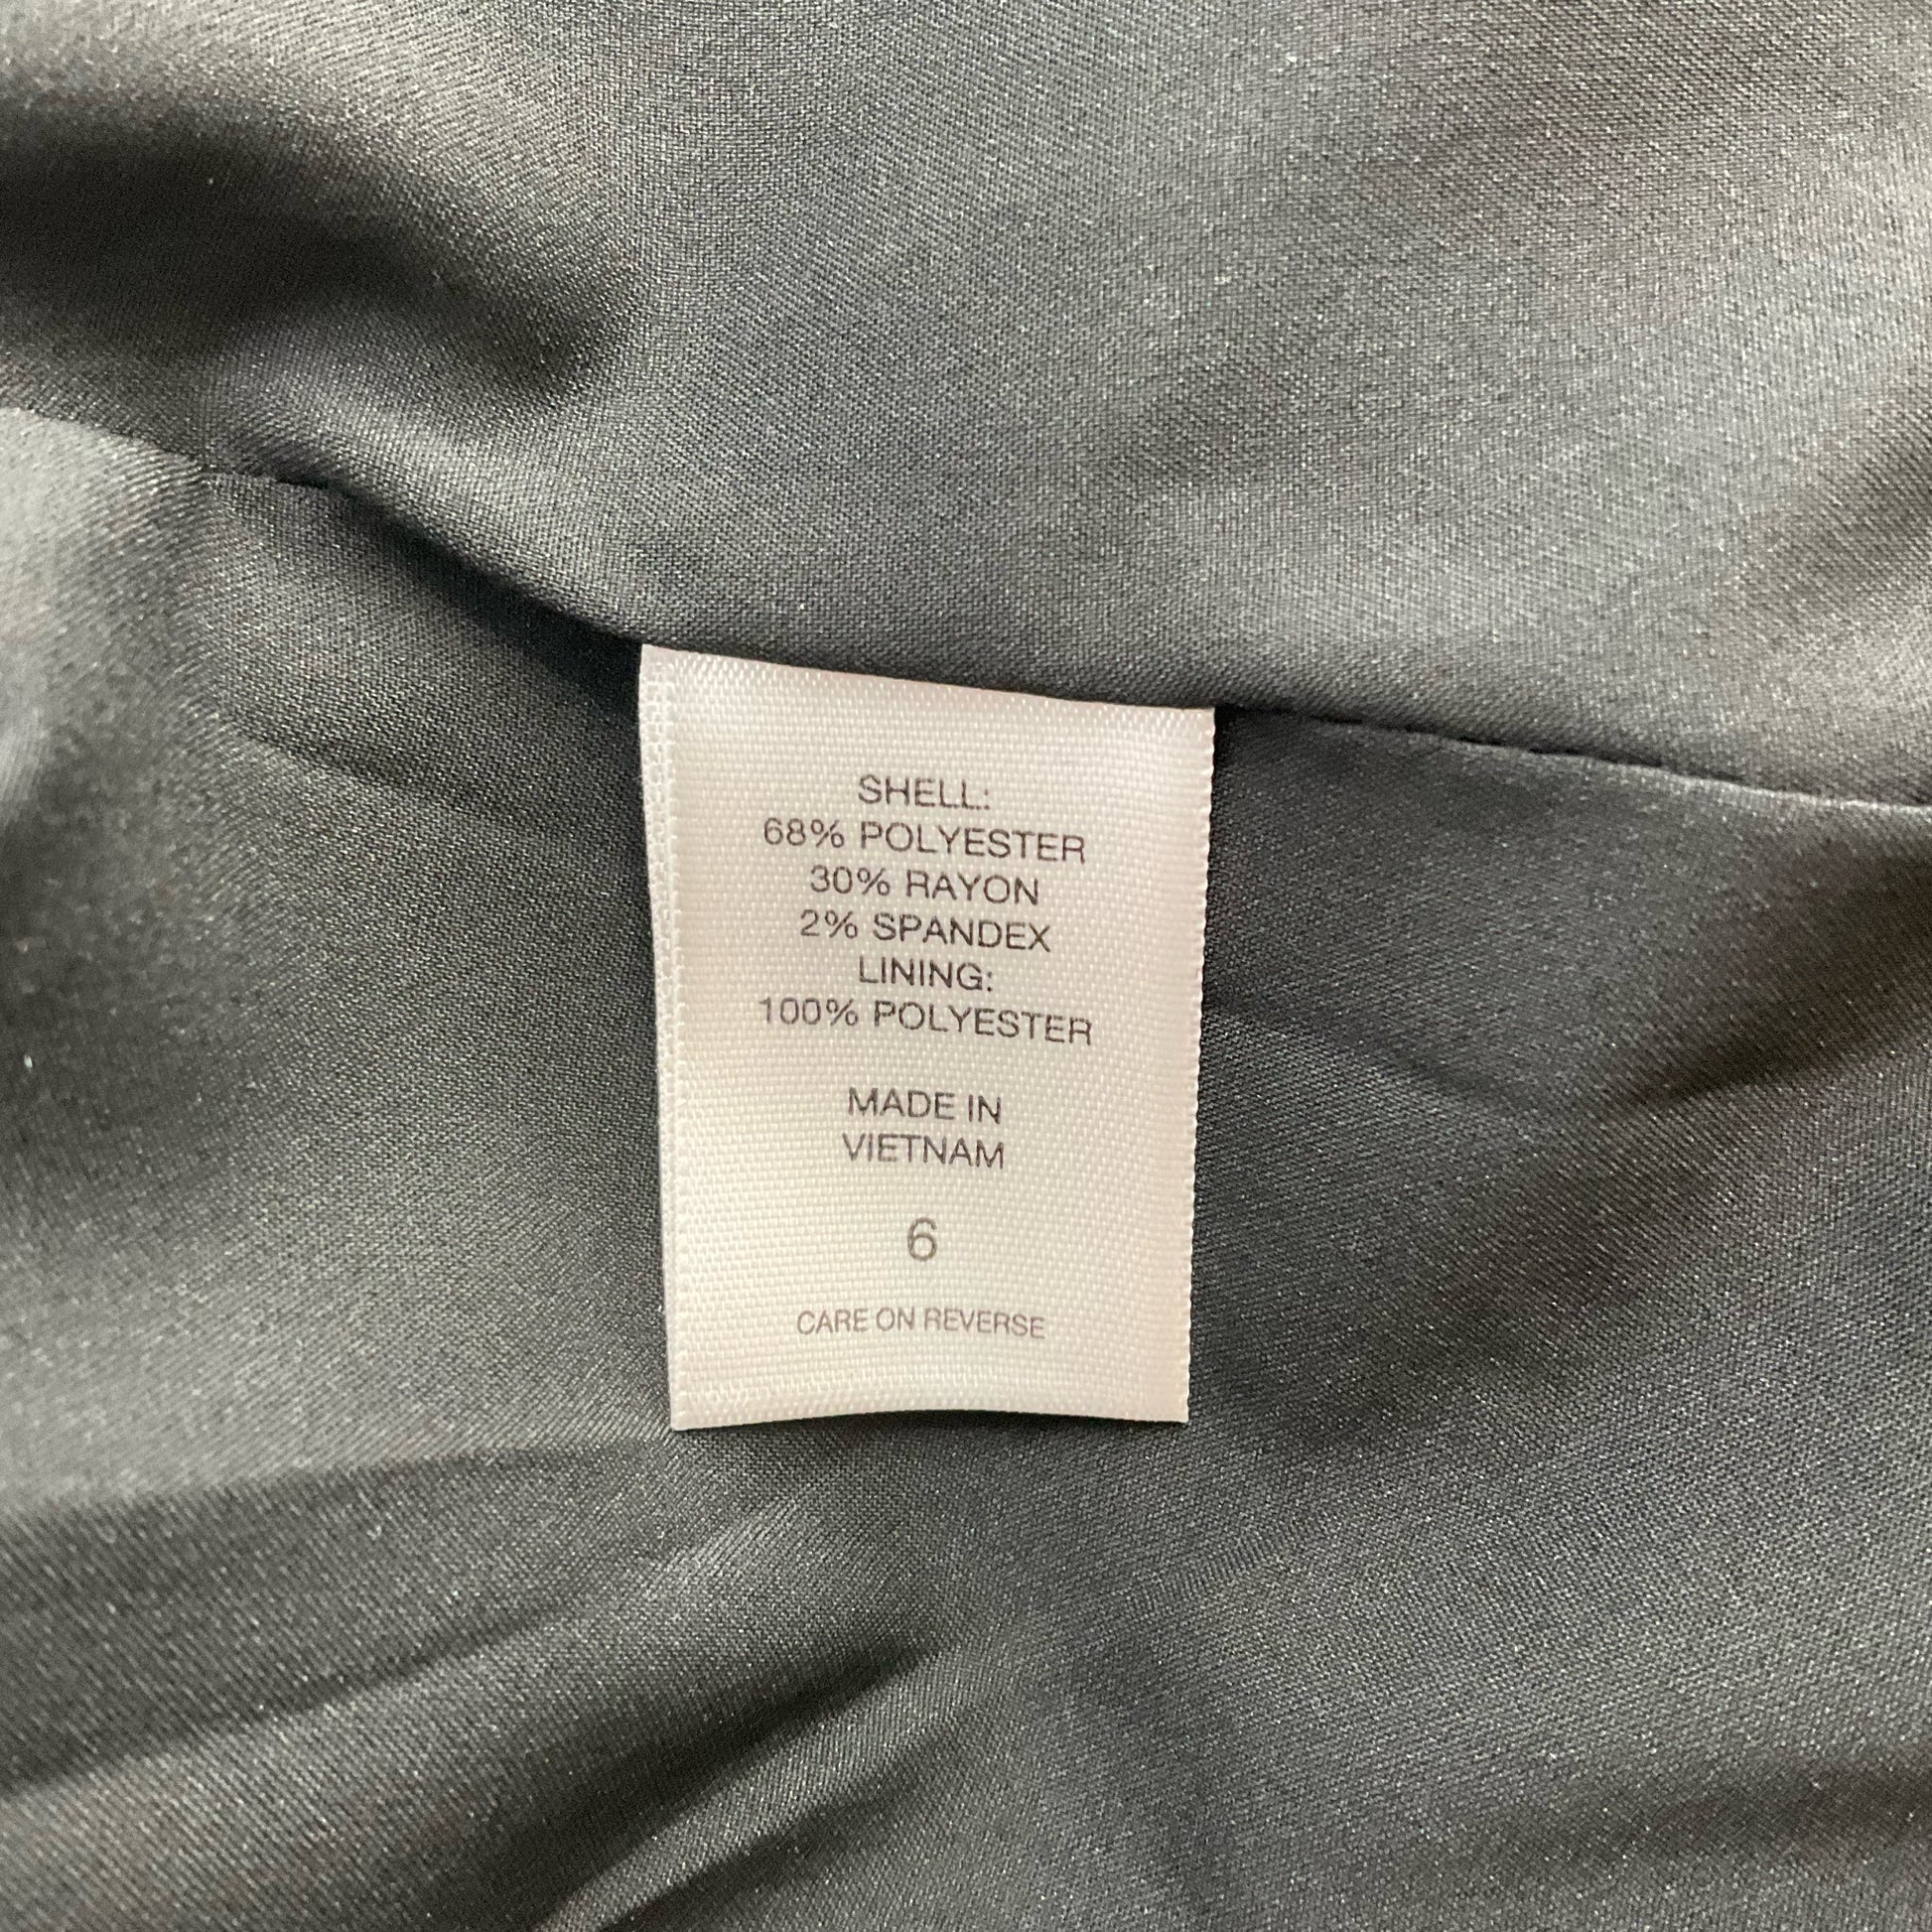 SHELL:
68% POLYESTER
30% RAYON
2% SPANDEX
LINING:
100% POLYESTER
MADE IN
VIETNAM
6
CARE ON REVERSE